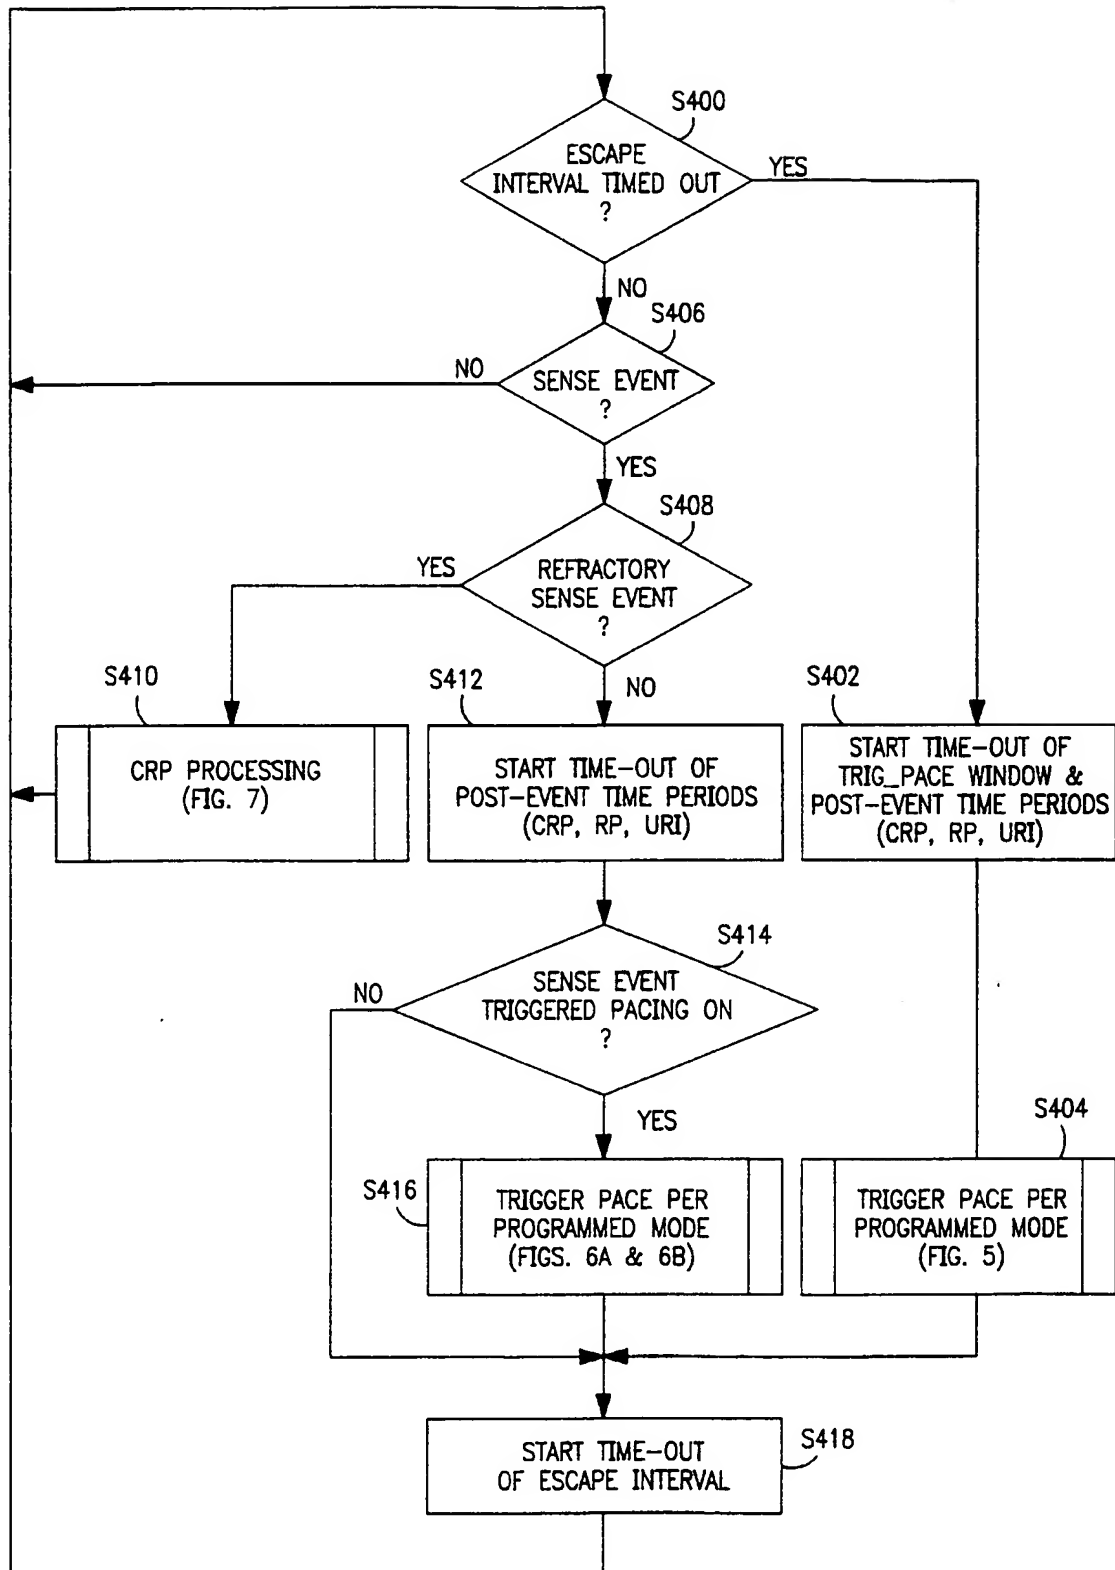 S400
ESCAPE
INTERVAL TIMED OUT
?
YES
NO
S406
NO
SENSE EVENT
?
YES
S408
YES
REFRACTORY
SENSE EVENT
?
NO
S410
CRP PROCESSING
(FIG. 7)
S412
START TIME-OUT OF
POST-EVENT TIME PERIODS
(CRP, RP, URI)
S402
START TIME-OUT OF
TRIG_PACE WINDOW &
POST-EVENT TIME PERIODS
(CRP, RP, URI)
S414
NO
SENSE EVENT
TRIGGERED PACING ON
?
YES
S416
TRIGGER PACE PER
PROGRAMMED MODE
(FIGS. 6A & 6B)
S404
TRIGGER PACE PER
PROGRAMMED MODE
(FIG. 5)
S418
START TIME-OUT
OF ESCAPE INTERVAL